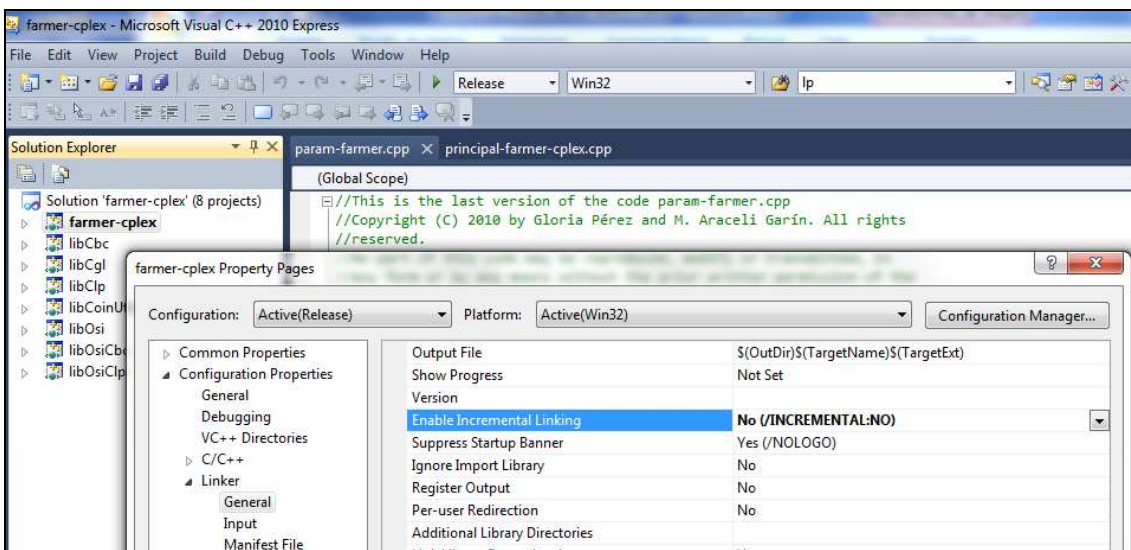 farmer-cplex - Microsoft Visual C++ 2010 Express
File Edit View Project Build Debug Tools Window Help
Release Win32 lp
Solution Explorer
param-farmer.cpp principal-farmer-cplex.cpp
(Global Scope)
Solution 'farmer-cplex' (8 projects)
farmer-cplex
libCbc
libCgl
libClp
libCoinUt
libOsi
libOsiCbc
libOsiClp
//This is the last version of the code param-farmer.cpp
//Copyright (C) 2010 by Gloria Pérez and M. Araceli Garín. All rights
//reserved.
farmer-cplex Property Pages
Configuration: Active(Release) Platform: Active(Win32) Configuration Manager...
Common Properties
Configuration Properties
General
Debugging
VC++ Directories
C/C++
Linker
General
Input
Manifest File
Output File $(OutDir)$(TargetName)$(TargetExt)
Show Progress Not Set
Version
Enable Incremental Linking No (/INCREMENTAL:NO)
Suppress Startup Banner Yes (/NOLOGO)
Ignore Import Library No
Register Output No
Per-user Redirection No
Additional Library Directories